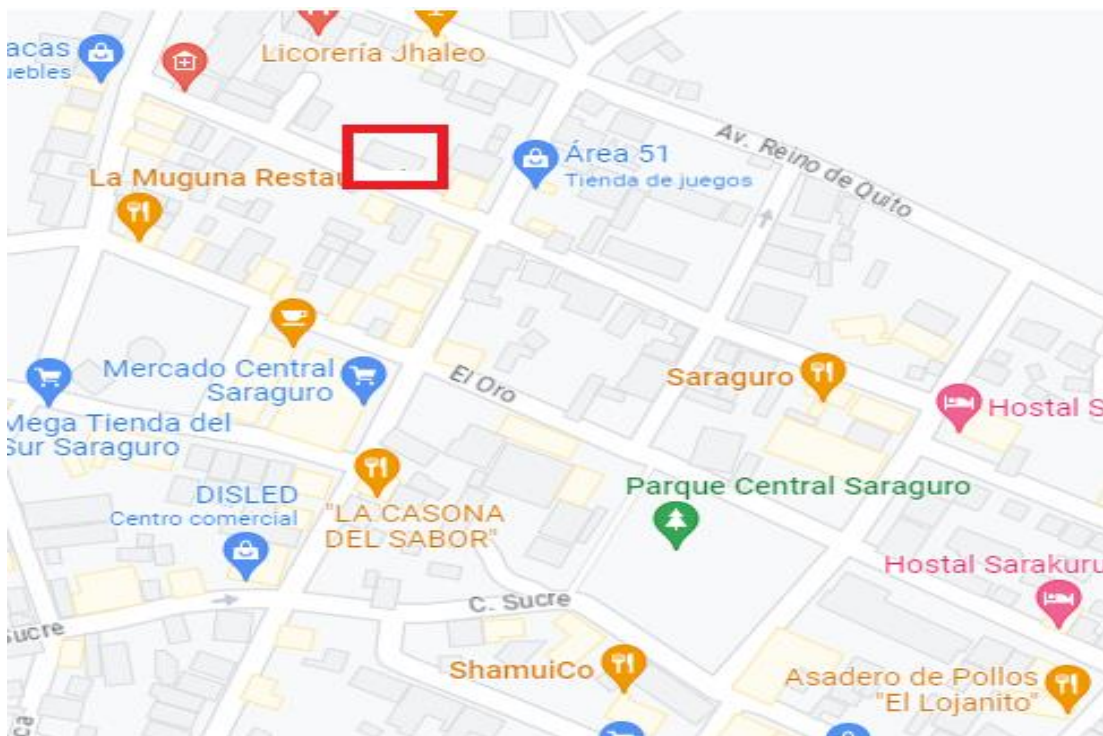 acas
uebles
Licorería Jhaleo
La Muguna Restau
Área 51
Tienda de juegos
Av. Reino de Quito
Mercado Central
Saraguro
El Oro
Saraguro
Hostal S
Mega Tienda del
Sur Saraguro
DISLED
Centro comercial
"LA CASONA
DEL SABOR"
Parque Central Saraguro
Hostal Sarakuru
C. Sucre
Sucre
ShamuiCo
Asadero de Pollos
"El Lojanito"
ca